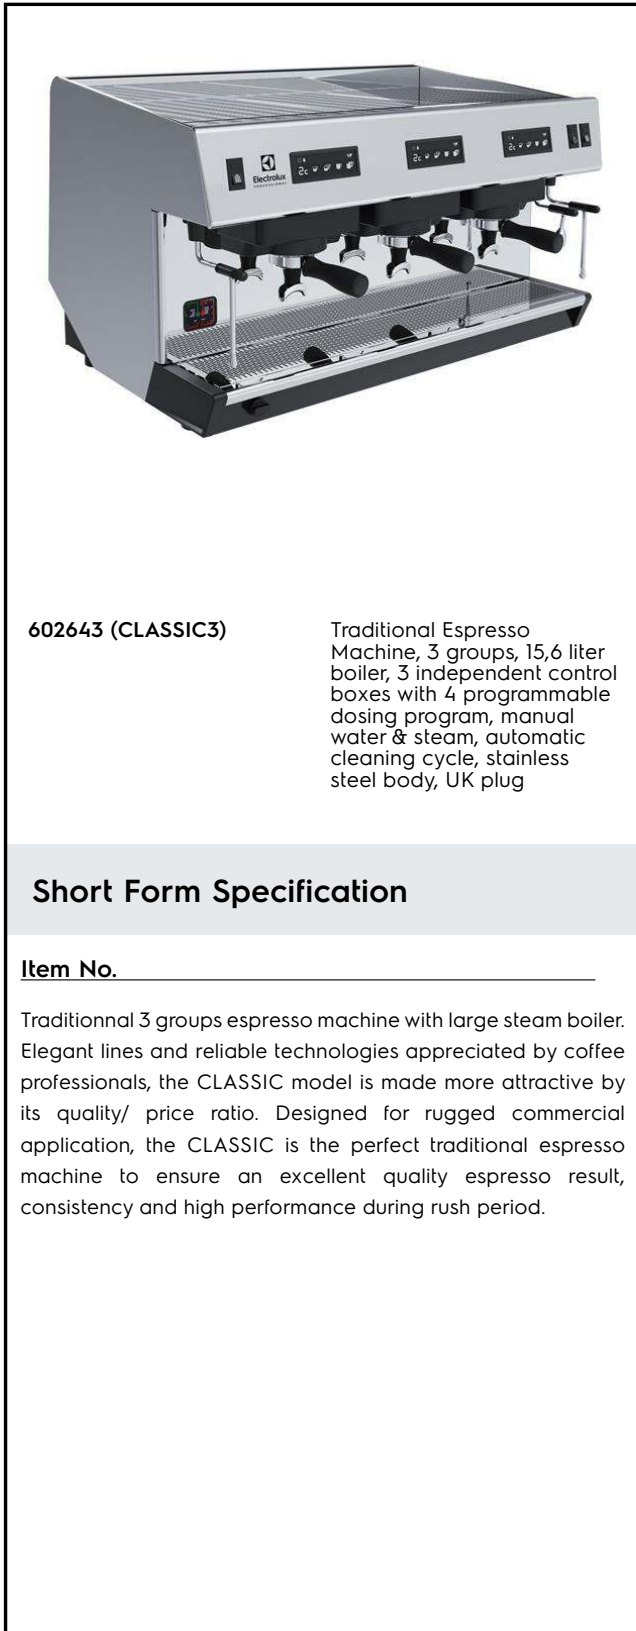 Electrolux
PROFESSIONAL
602643 (CLASSIC3)
Traditional Espresso
Machine, 3 groups, 15,6 liter
boiler, 3 independent control
boxes with 4 programmable
dosing program, manual
water & steam, automatic
cleaning cycle, stainless
steel body, UK plug
Short Form Specification
Item No.
Traditionnal 3 groups espresso machine with large steam boiler.
Elegant lines and reliable technologies appreciated by coffee
professionals, the CLASSIC model is made more attractive by
its quality/ price ratio. Designed for rugged commercial
application, the CLASSIC is the perfect traditional espresso
machine to ensure an excellent quality espresso result,
consistency and high performance during rush period.